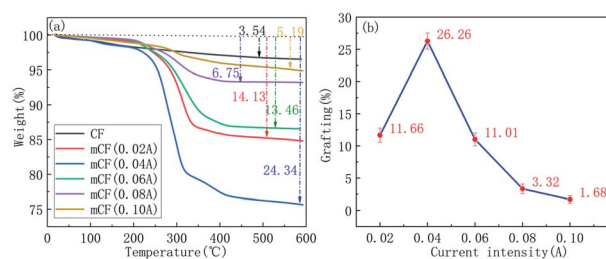 (a)
100
95
90
85
80
75
Weight(%)
3.54
5.19
6.75
14.13
13.46
24.34
CF
mCF(0.02A)
mCF(0.04A)
mCF(0.06A)
mCF(0.08A)
mCF(0.10A)
0 100 200 300 400 500 600
Temperature(℃)
(b)
30
25
20
15
10
5
0
Grafting(%)
26.26
11.66
11.01
3.32
1.68
0.02 0.04 0.06 0.08 0.10
Current intensity(A)